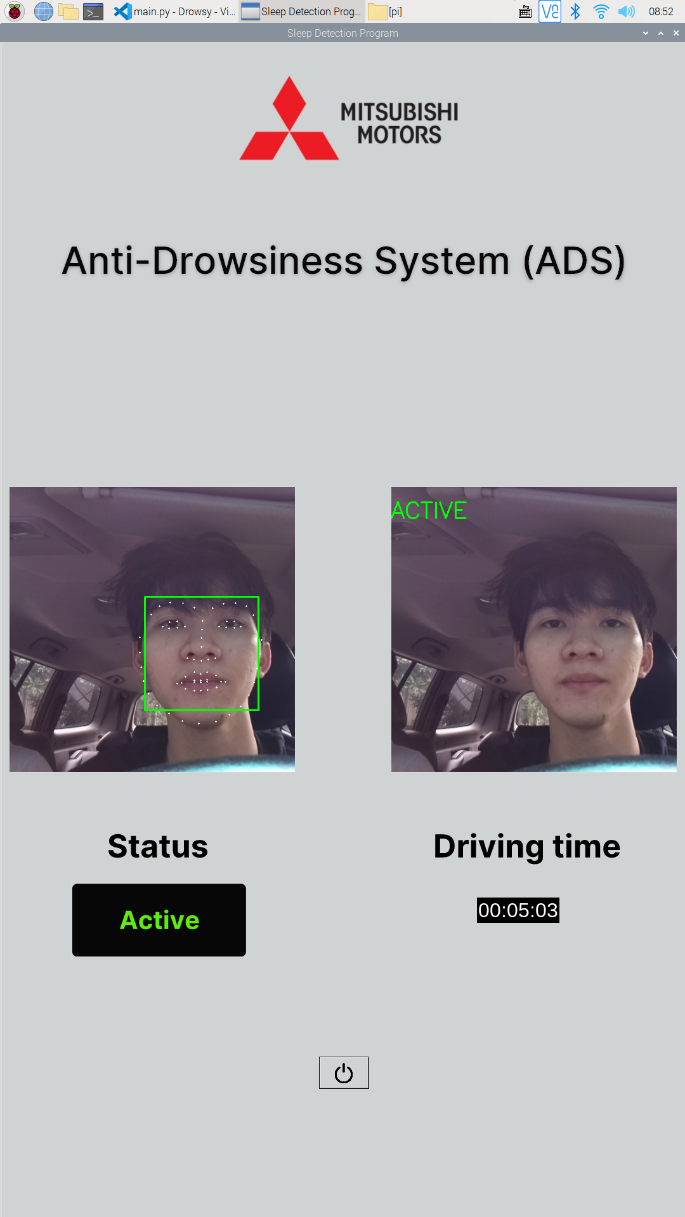 main.py - Drowsy - Vi...
Sleep Detection Prog...
[pi]
V2
08:52
Sleep Detection Program
MITSUBISHI
MOTORS
Anti-Drowsiness System (ADS)
ACTIVE
Status
Driving time
Active
00:05:03